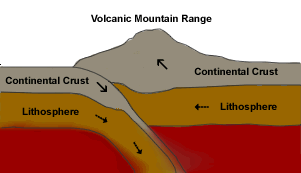 Volcanic Mountain Range
Continental Crust
Continental Crust
Lithosphere
Lithosphere